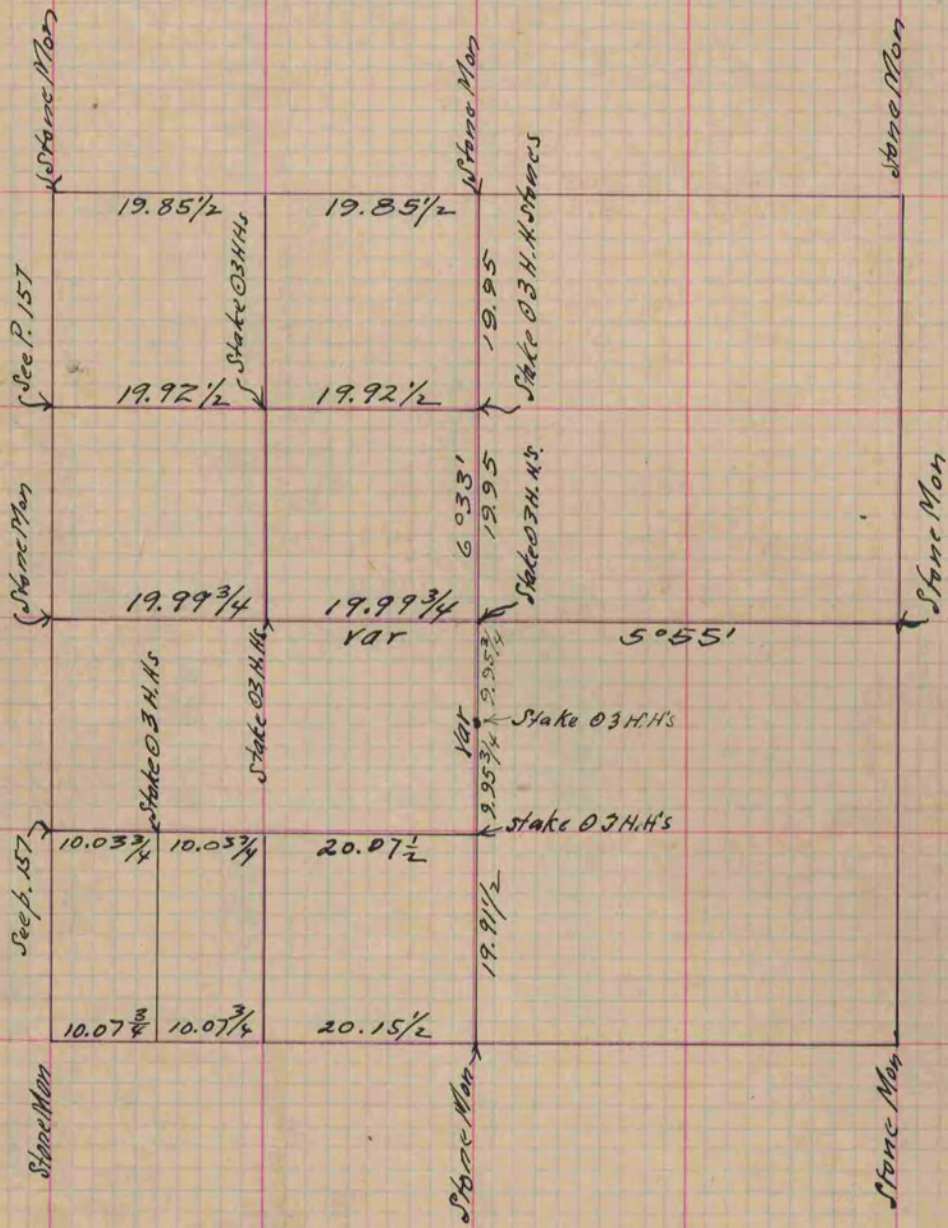 Stone Mon
Stone Mon
Stone Mon
19.85½
19.85½
Stake ⊙ 3 H Hs
19.95
Stake ⊙ 3 H. H. Stones
See P. 157
19.92½
19.92½
Stone Mon
6°33'
19.95
Stake ⊙ 3 H. H's.
19.99¾
19.99¾
Var
5°55'
Stone Mon
Stake ⊙ 3 H. H's
Stake ⊙ 3 H. H's
9.95¾
Var
Stake ⊙ 3 H. H's
9.95¾
Stake ⊙ 3 H. H's
See p. 157
10.03¾
10.03¾
20.07½
19.91½
10.07¾
10.07¾
20.15½
Stone Mon
Stone Mon
Stone Mon